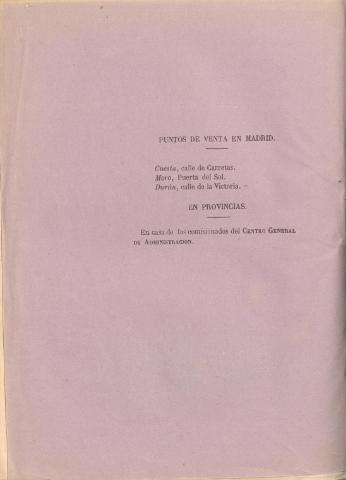 PUNTOS DE VENTA EN MADRID.
Cuesta, calle de Carretas.
Moro, Puerta del Sol.
Durán, calle de la Victoria.
EN PROVINCIAS.
En casa de los comisionados del CENTRO GENERAL
DE ADMINISTRACION.